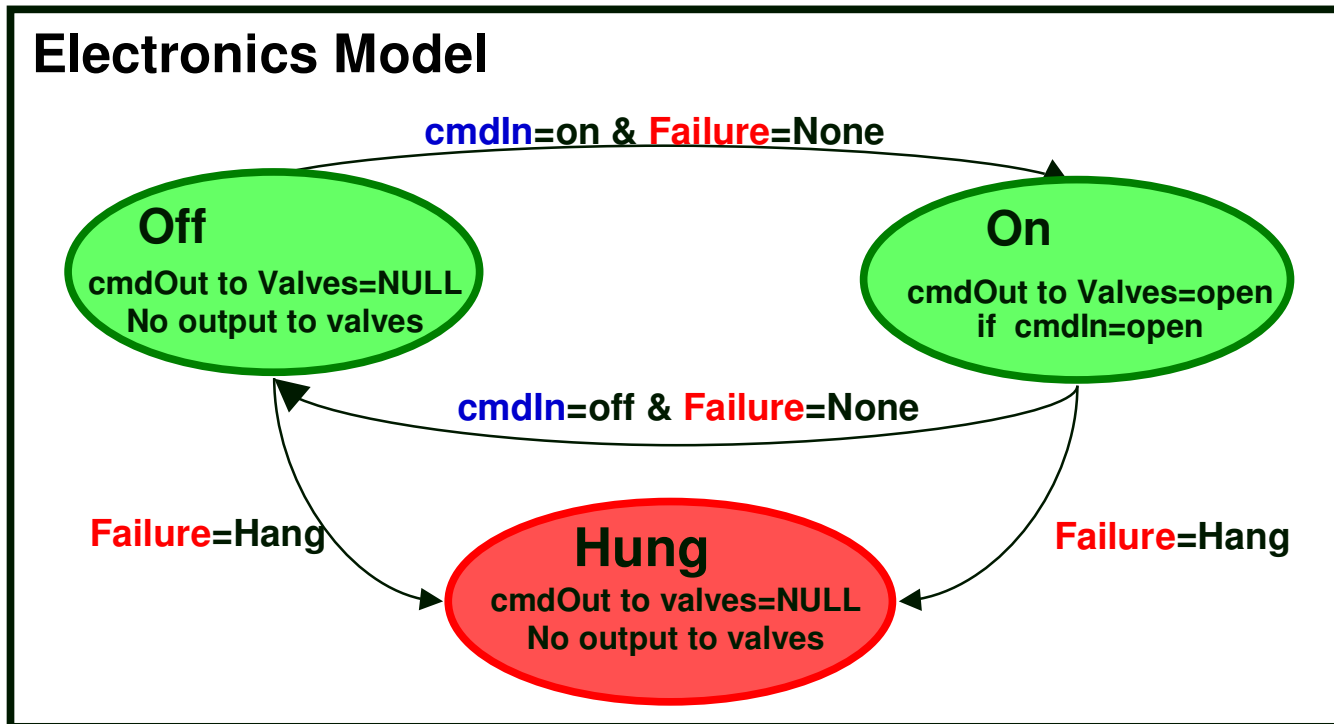 Electronics Model
cmdIn=on & Failure=None
Off
cmdOut to Valves=NULL
No output to valves
On
cmdOut to Valves=open
if cmdIn=open
cmdIn=off & Failure=None
Failure=Hang
Hung
cmdOut to valves=NULL
No output to valves
Failure=Hang